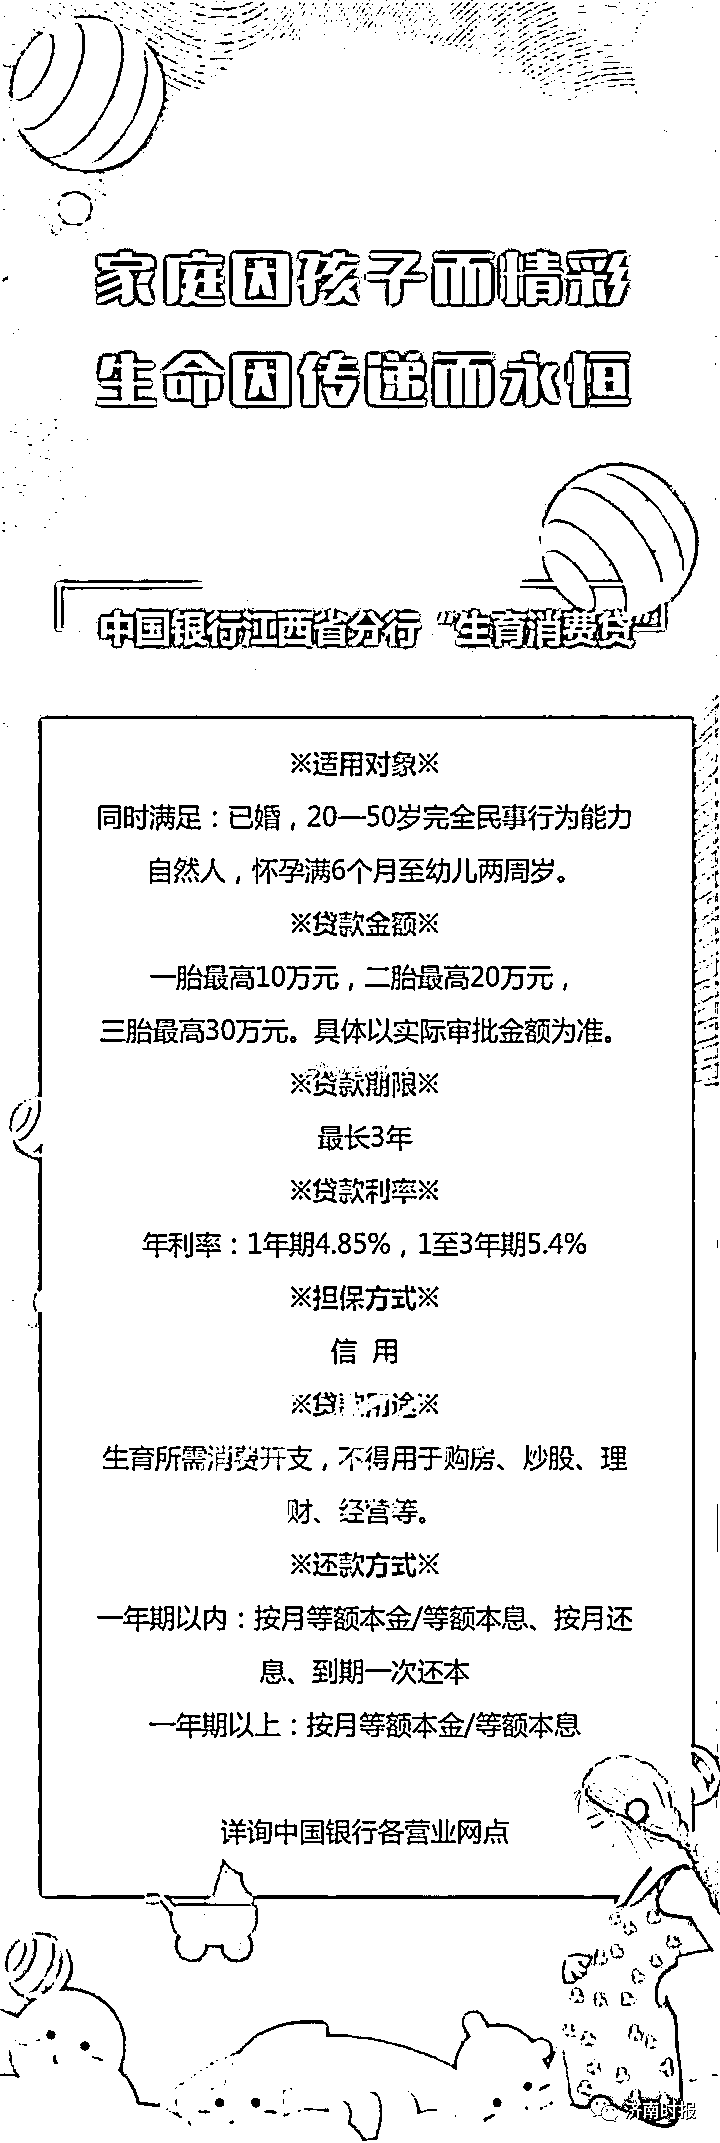 家庭因孩子而精彩
生命因传递而永恒
中国银行江西省分行 “生育消费贷”
※适用对象※
同时满足：已婚，20—50岁完全民事行为能力
自然人，怀孕满6个月至幼儿两周岁。
※贷款金额※
一胎最高10万元，二胎最高20万元，
三胎最高30万元。具体以实际审批金额为准。
※贷款期限※
最长3年
※贷款利率※
年利率：1年期4.85%，1至3年期5.4%
※担保方式※
信 用
※贷款用途※
生育所需消费开支，不得用于购房、炒股、理
财、经营等。
※还款方式※
一年期以内：按月等额本金/等额本息、按月还
息、到期一次还本
一年期以上：按月等额本金/等额本息
详询中国银行各营业网点
济南时报